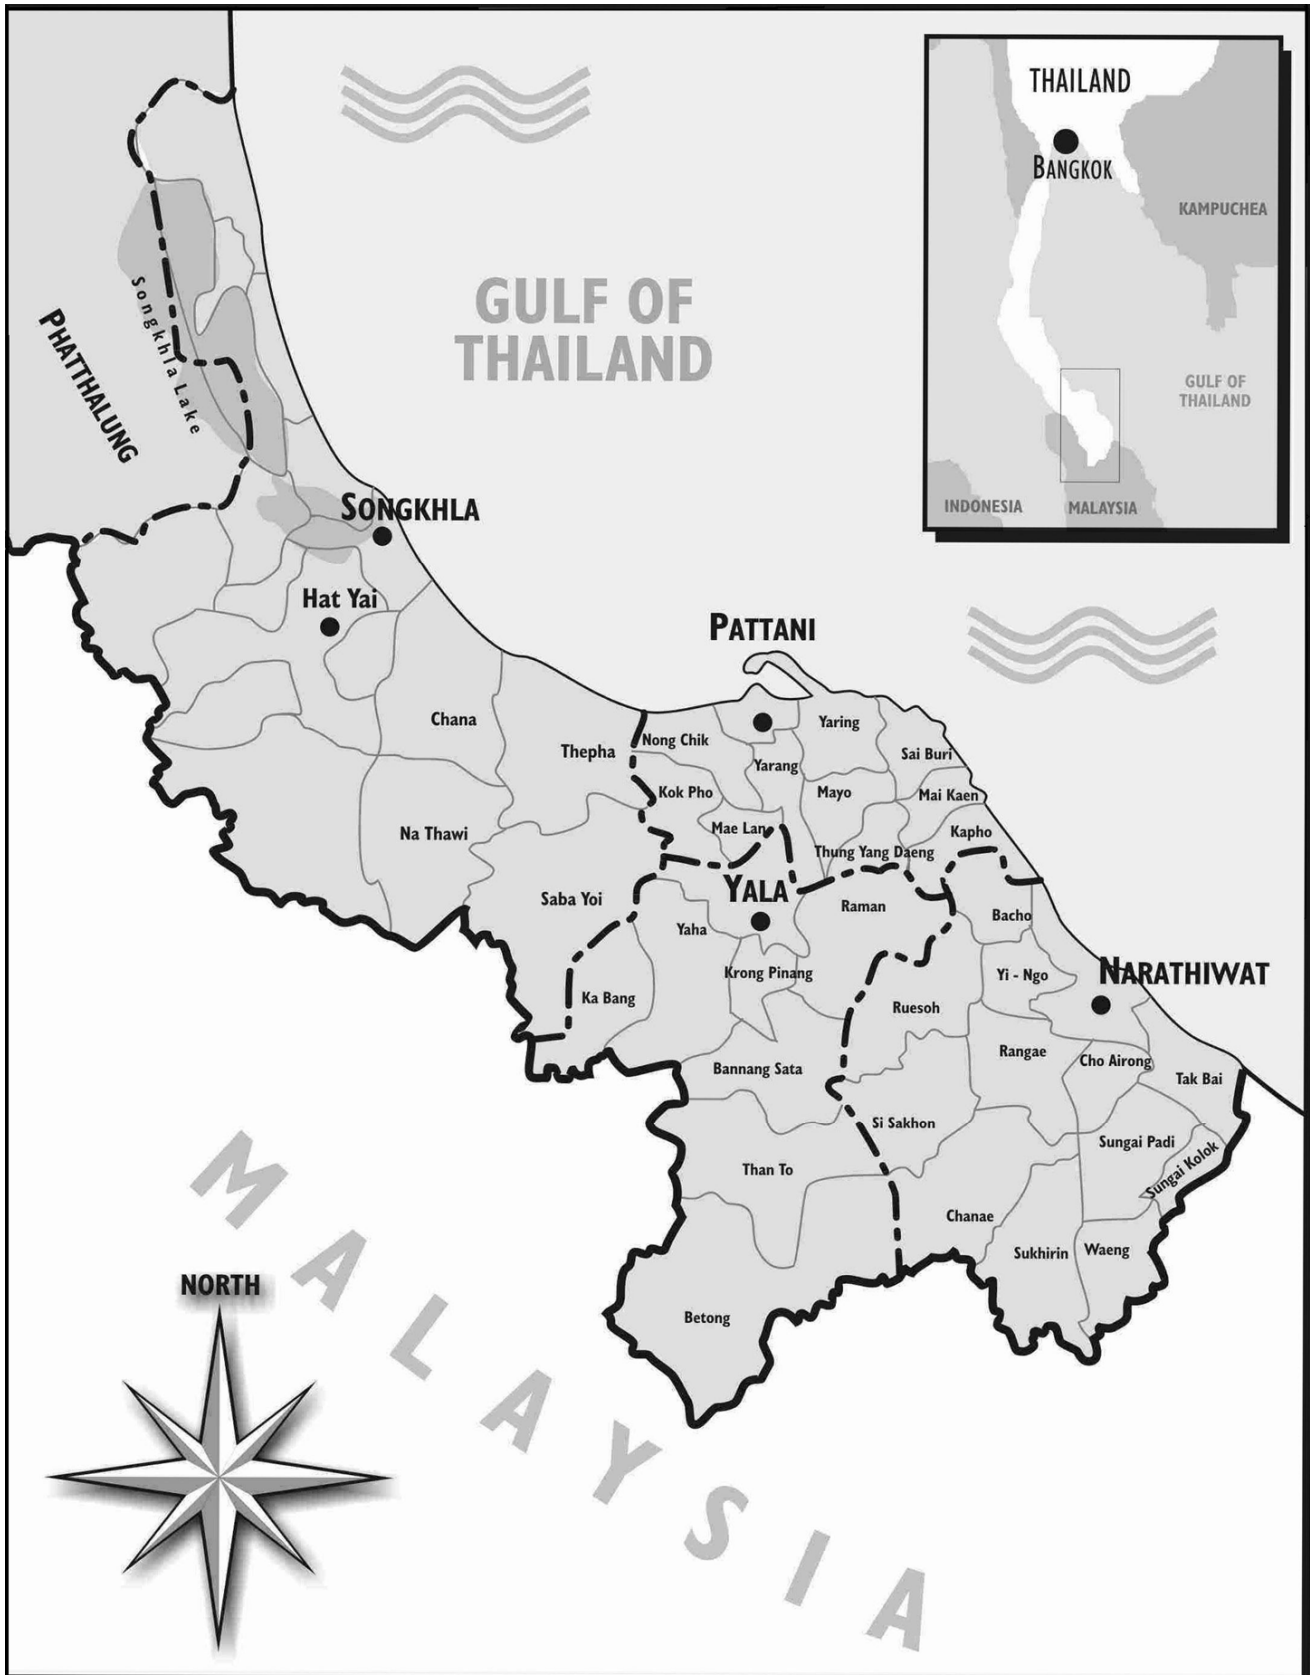 THAILAND
BANGKOK
KAMPUCHEA
GULF OF
THAILAND
INDONESIA
MALAYSIA
GULF OF
THAILAND
Songkhla Lake
PHATTHALUNG
SONGKHLA
Hat Yai
PATTANI
Chana
Thepha
Nong Chik
Yaring
Yarang
Sai Buri
Kok Pho
Mayo
Mai Kaen
Na Thawi
Mae Lan
Kapho
Thung Yang Daeng
YALA
Saba Yoi
Raman
Yaha
Bacho
Krong Pinang
Yi - Ngo
NARATHIWAT
Ka Bang
Ruesoh
Rangae
Cho Airong
Bannang Sata
Tak Bai
Si Sakhon
Sungai Padi
Sungai Kolok
Than To
Chanae
Sukhirin
Waeng
Betong
MALAYSIA
NORTH